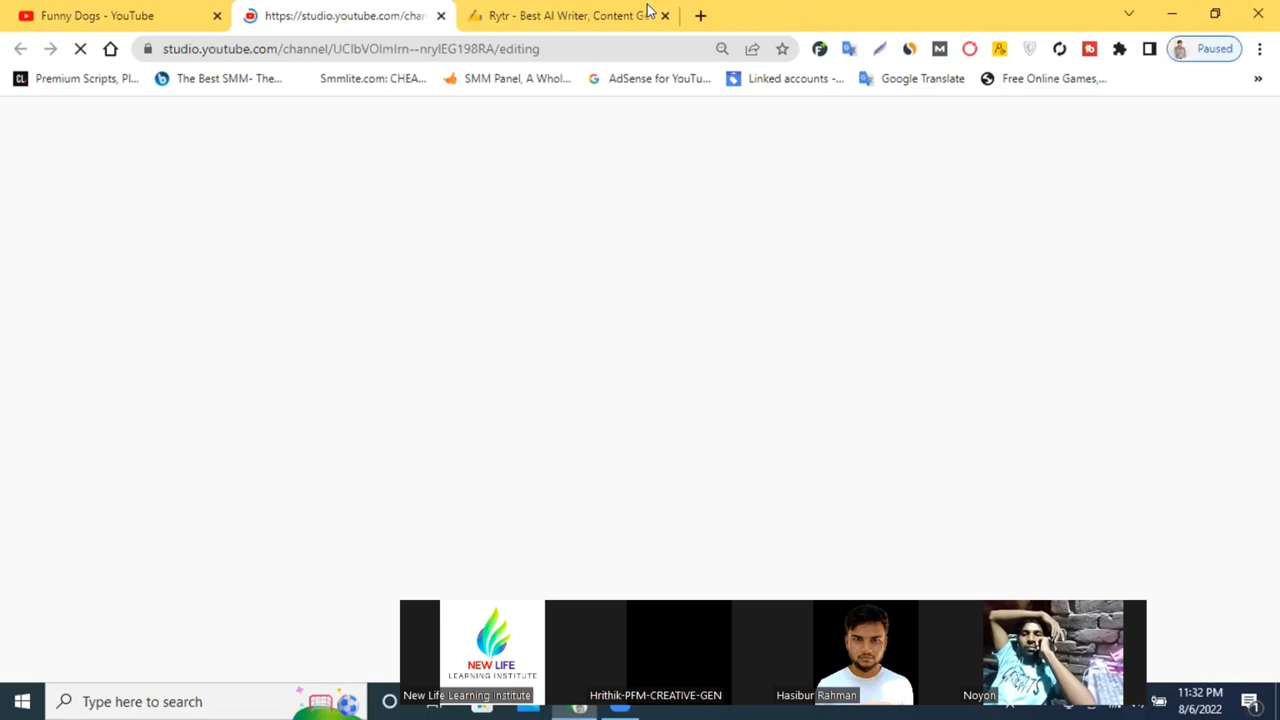 Funny Dogs - YouTube
https://studio.youtube.com/chan
Rytr - Best AI Writer, Content G
studio.youtube.com/channel/UCIbVOImIrn--nryIEG198RA/editing
Paused
CL
Premium Scripts, Pl...
The Best SMM- The...
Smmlite.com: CHEA...
SMM Panel, A Whol...
AdSense for YouTu...
Linked accounts -...
Google Translate
Free Online Games,...
»
NEW LIFE
LEARNING INSTITUTE
New Life Learning Institute
Hrithik-PFM-CREATIVE-GEN
Hasibur Rahman
Noyon
Type here to search
11:32 PM
8/6/2022